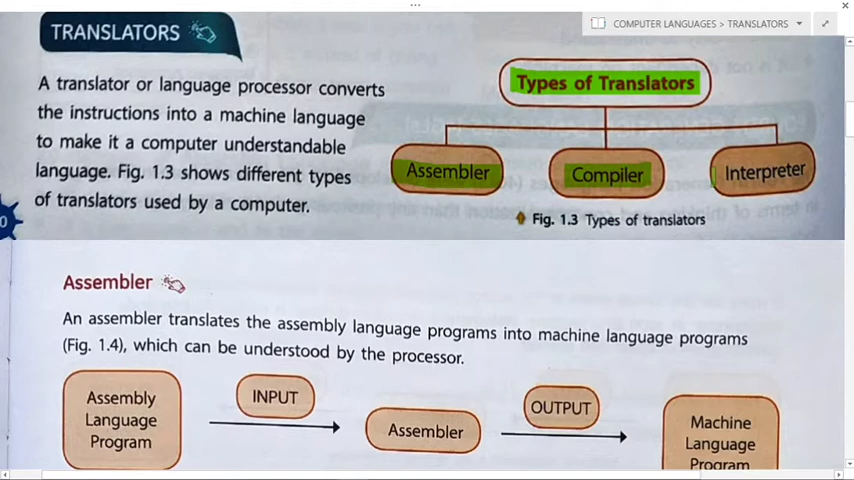 COMPUTER LANGUAGES > TRANSLATORS
TRANSLATORS
A translator or language processor converts
the instructions into a machine language
to make it a computer understandable
language. Fig. 1.3 shows different types
of translators used by a computer.
Types of Translators
Assembler
Compiler
Interpreter
Fig. 1.3 Types of translators
0
Assembler
An assembler translates the assembly language programs into machine language programs
(Fig. 1.4), which can be understood by the processor.
Assembly
Language
Program
INPUT
Assembler
OUTPUT
Machine
Language
Program